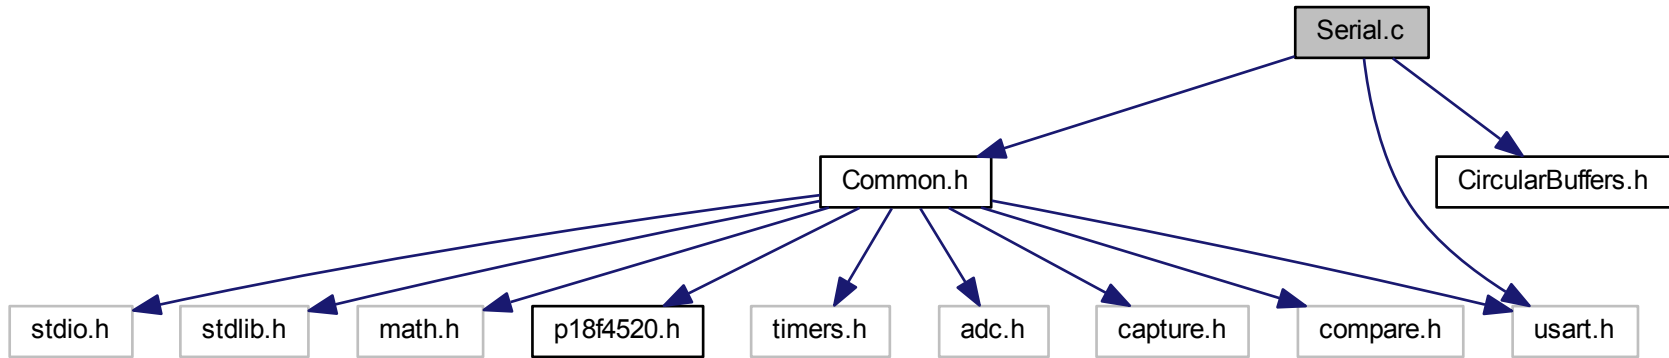 Serial.c
Common.h
CircularBuffers.h
stdio.h
stdlib.h
math.h
p18f4520.h
timers.h
adc.h
capture.h
compare.h
usart.h